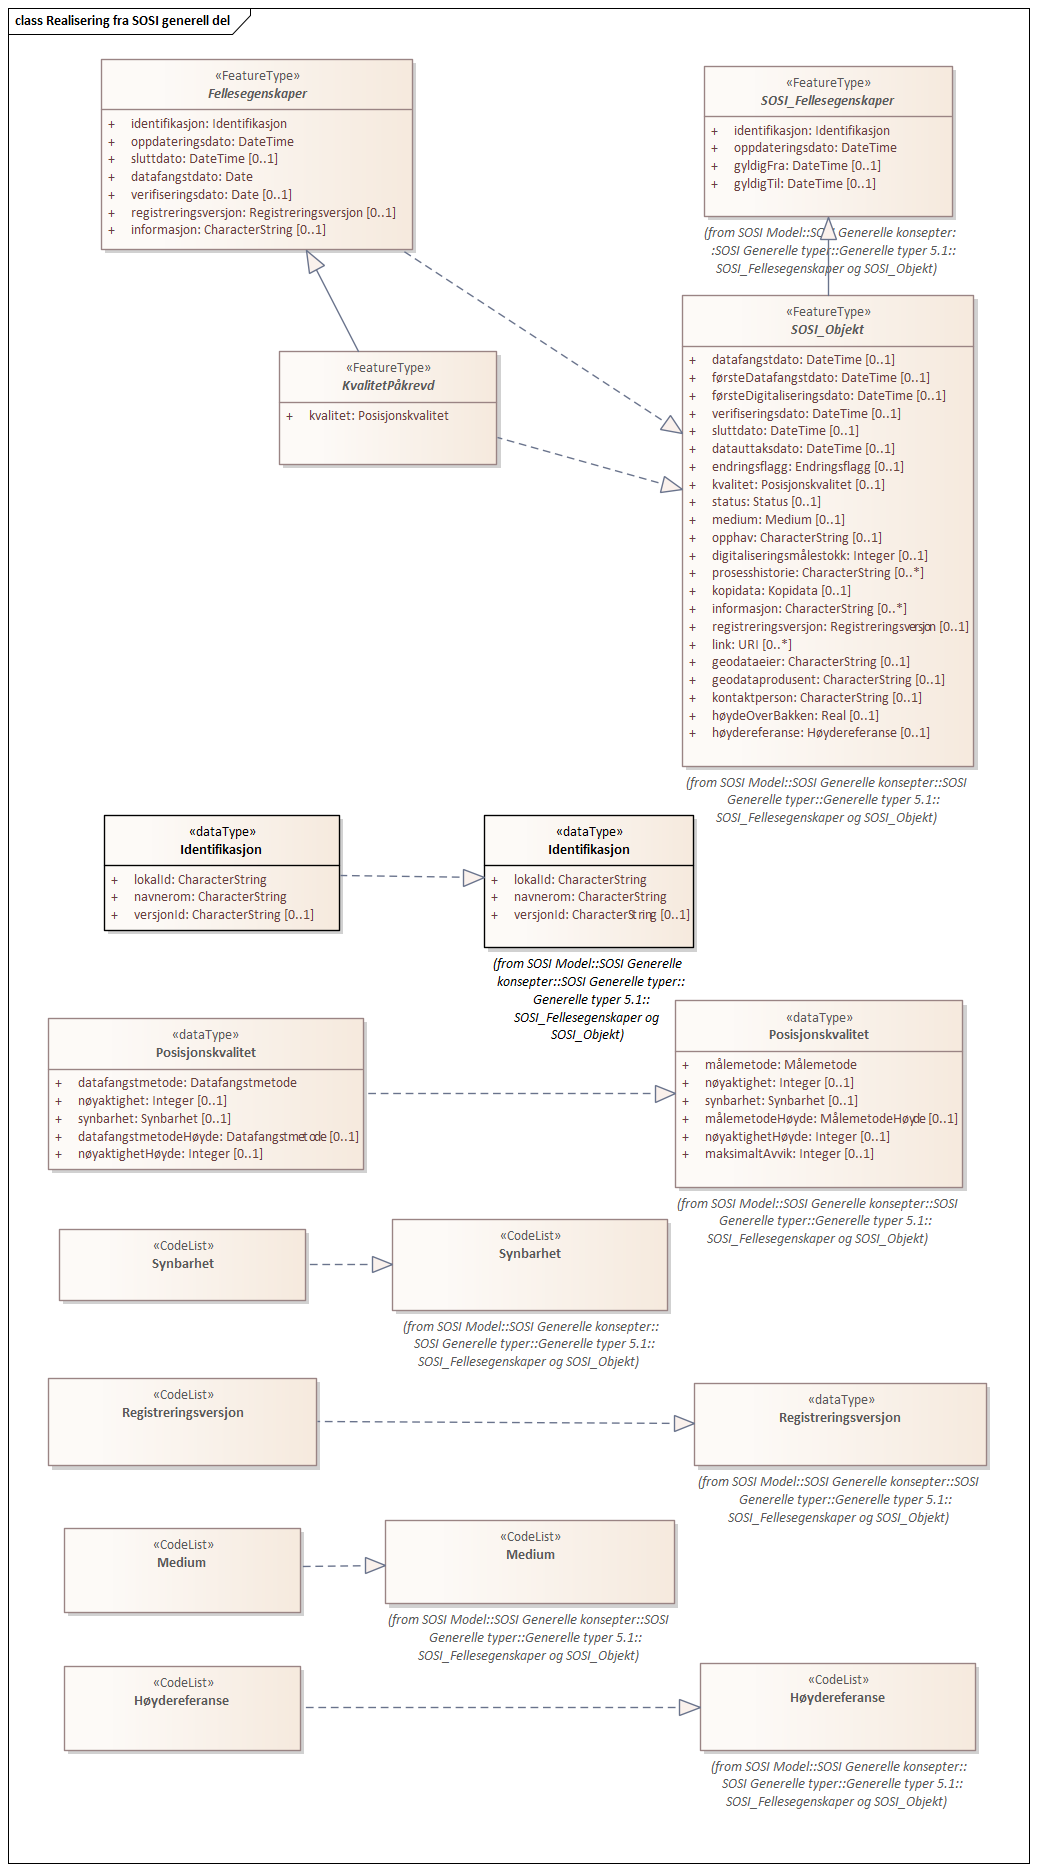 class Realisering fra SOSI generell del
«FeatureType»
Fellesegenskaper
+ identifikasjon: Identifikasjon
+ oppdateringsdato: DateTime
+ sluttdato: DateTime [0..1]
+ datafangstdato: Date
+ verifiseringsdato: Date [0..1]
+ registreringsversjon: Registreringsversjon [0..1]
+ informasjon: CharacterString [0..1]
«FeatureType»
SOSI_Fellesegenskaper
+ identifikasjon: Identifikasjon
+ oppdateringsdato: DateTime
+ gyldigFra: DateTime [0..1]
+ gyldigTil: DateTime [0..1]
(from SOSI Model::SOSI Generelle konsepter:
:SOSI Generelle typer::Generelle typer 5.1::
SOSI_Fellesegenskaper og SOSI_Objekt)
«FeatureType»
KvalitetPåkrevd
+ kvalitet: Posisjonskvalitet
«FeatureType»
SOSI_Objekt
+ datafangstdato: DateTime [0..1]
+førsteDatafangstdato: DateTime [0..1]
+ førsteDigitaliseringsdato: DateTime [0..1]
+ verifiseringsdato: DateTime [0..1]
+ sluttdato: DateTime [0..1]
+ datauttaksdato: DateTime [0..1]
+ endringsflagg: Endringsflagg [0..1]
+ kvalitet: Posisjonskvalitet [0..1]
+ status: Status [0..1]
+ medium: Medium [0..1]
+ opphav: CharacterString [0..1]
+ digitaliseringsmålestokk: Integer [0..1]
+ prosesshistorie: CharacterString [0..*]
+ kopidata: Kopidata [0..1]
+ informasjon: CharacterString [0..*]
+ registreringsversjon: Registreringsversjon [0..1]
+ link: URI [0..*]
+ geodataeier: CharacterString [0..1]
+ geodataprodusent: CharacterString [0..1]
+ kontaktperson: CharacterString [0..1]
+ høydeOverBakken: Real [0..1]
+ høydereferanse: Høydereferanse [0..1]
(from SOSI Model::SOSI Generelle konsepter::SOSI
Generelle typer::Generelle typer 5.1::
SOSI_Fellesegenskaper og SOSI_Objekt)
«dataType»
Identifikasjon
+ lokalId: CharacterString
+ navnerom: CharacterString
+ versjonId: CharacterString [0..1]
«dataType»
Identifikasjon
+ lokalId: CharacterString
+ navnerom: CharacterString
+ versjonId: CharacterString [0..1]
(from SOSI Model::SOSI Generelle
konsepter::SOSI Generelle typer::
Generelle typer 5.1::
SOSI_Fellesegenskaper og
SOSI_Objekt)
«dataType»
Posisjonskvalitet
+ datafangstmetode: Datafangstmetode
+ nøyaktighet: Integer [0..1]
+ synbarhet: Synbarhet [0..1]
+ datafangstmetodeHøyde: Datafangstmetode [0..1]
+ nøyaktighetHøyde: Integer [0..1]
«dataType»
Posisjonskvalitet
+ målemetode: Målemetode
+ nøyaktighet: Integer [0..1]
+ synbarhet: Synbarhet [0..1]
+ målemetodeHøyde: MålemetodeHøyde [0..1]
+ nøyaktighetHøyde: Integer [0..1]
+ maksimaltAvvik: Integer [0..1]
(from SOSI Model::SOSI Generelle konsepter::SOSI
Generelle typer::Generelle typer 5.1::
SOSI_Fellesegenskaper og SOSI_Objekt)
«CodeList»
Synbarhet
«CodeList»
Synbarhet
(from SOSI Model::SOSI Generelle konsepter::
SOSI Generelle typer::Generelle typer 5.1::
SOSI_Fellesegenskaper og SOSI_Objekt)
«CodeList»
Registreringsversjon
«dataType»
Registreringsversjon
(from SOSI Model::SOSI Generelle konsepter::SOSI
Generelle typer::Generelle typer 5.1::
SOSI_Fellesegenskaper og SOSI_Objekt)
«CodeList»
Medium
«CodeList»
Medium
(from SOSI Model::SOSI Generelle konsepter::SOSI
Generelle typer::Generelle typer 5.1::
SOSI_Fellesegenskaper og SOSI_Objekt)
«CodeList»
Høydereferanse
«CodeList»
Høydereferanse
(from SOSI Model::SOSI Generelle konsepter::
SOSI Generelle typer::Generelle typer 5.1::
SOSI_Fellesegenskaper og SOSI_Objekt)